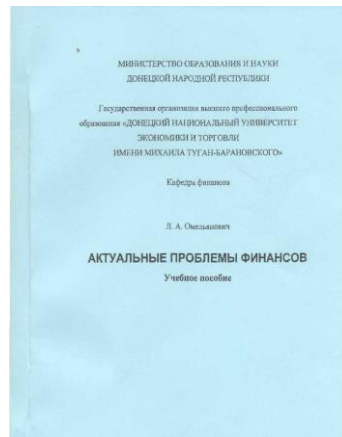 МИНИСТЕРСТВО ОБРАЗОВАНИЯ И НАУКИ
ДОНЕЦКОЙ НАРОДНОЙ РЕСПУБЛИКИ
Государственная организация высшего профессионального
образования «ДОНЕЦКИЙ НАЦИОНАЛЬНЫЙ УНИВЕРСИТЕТ
ЭКОНОМИКИ И ТОРГОВЛИ
ИМЕНИ МИХАИЛА ТУГАН-БАРАНОВСКОГО»
Кафедра финансов
Л. А. Омельянович
АКТУАЛЬНЫЕ ПРОБЛЕМЫ ФИНАНСОВ
Учебное пособие